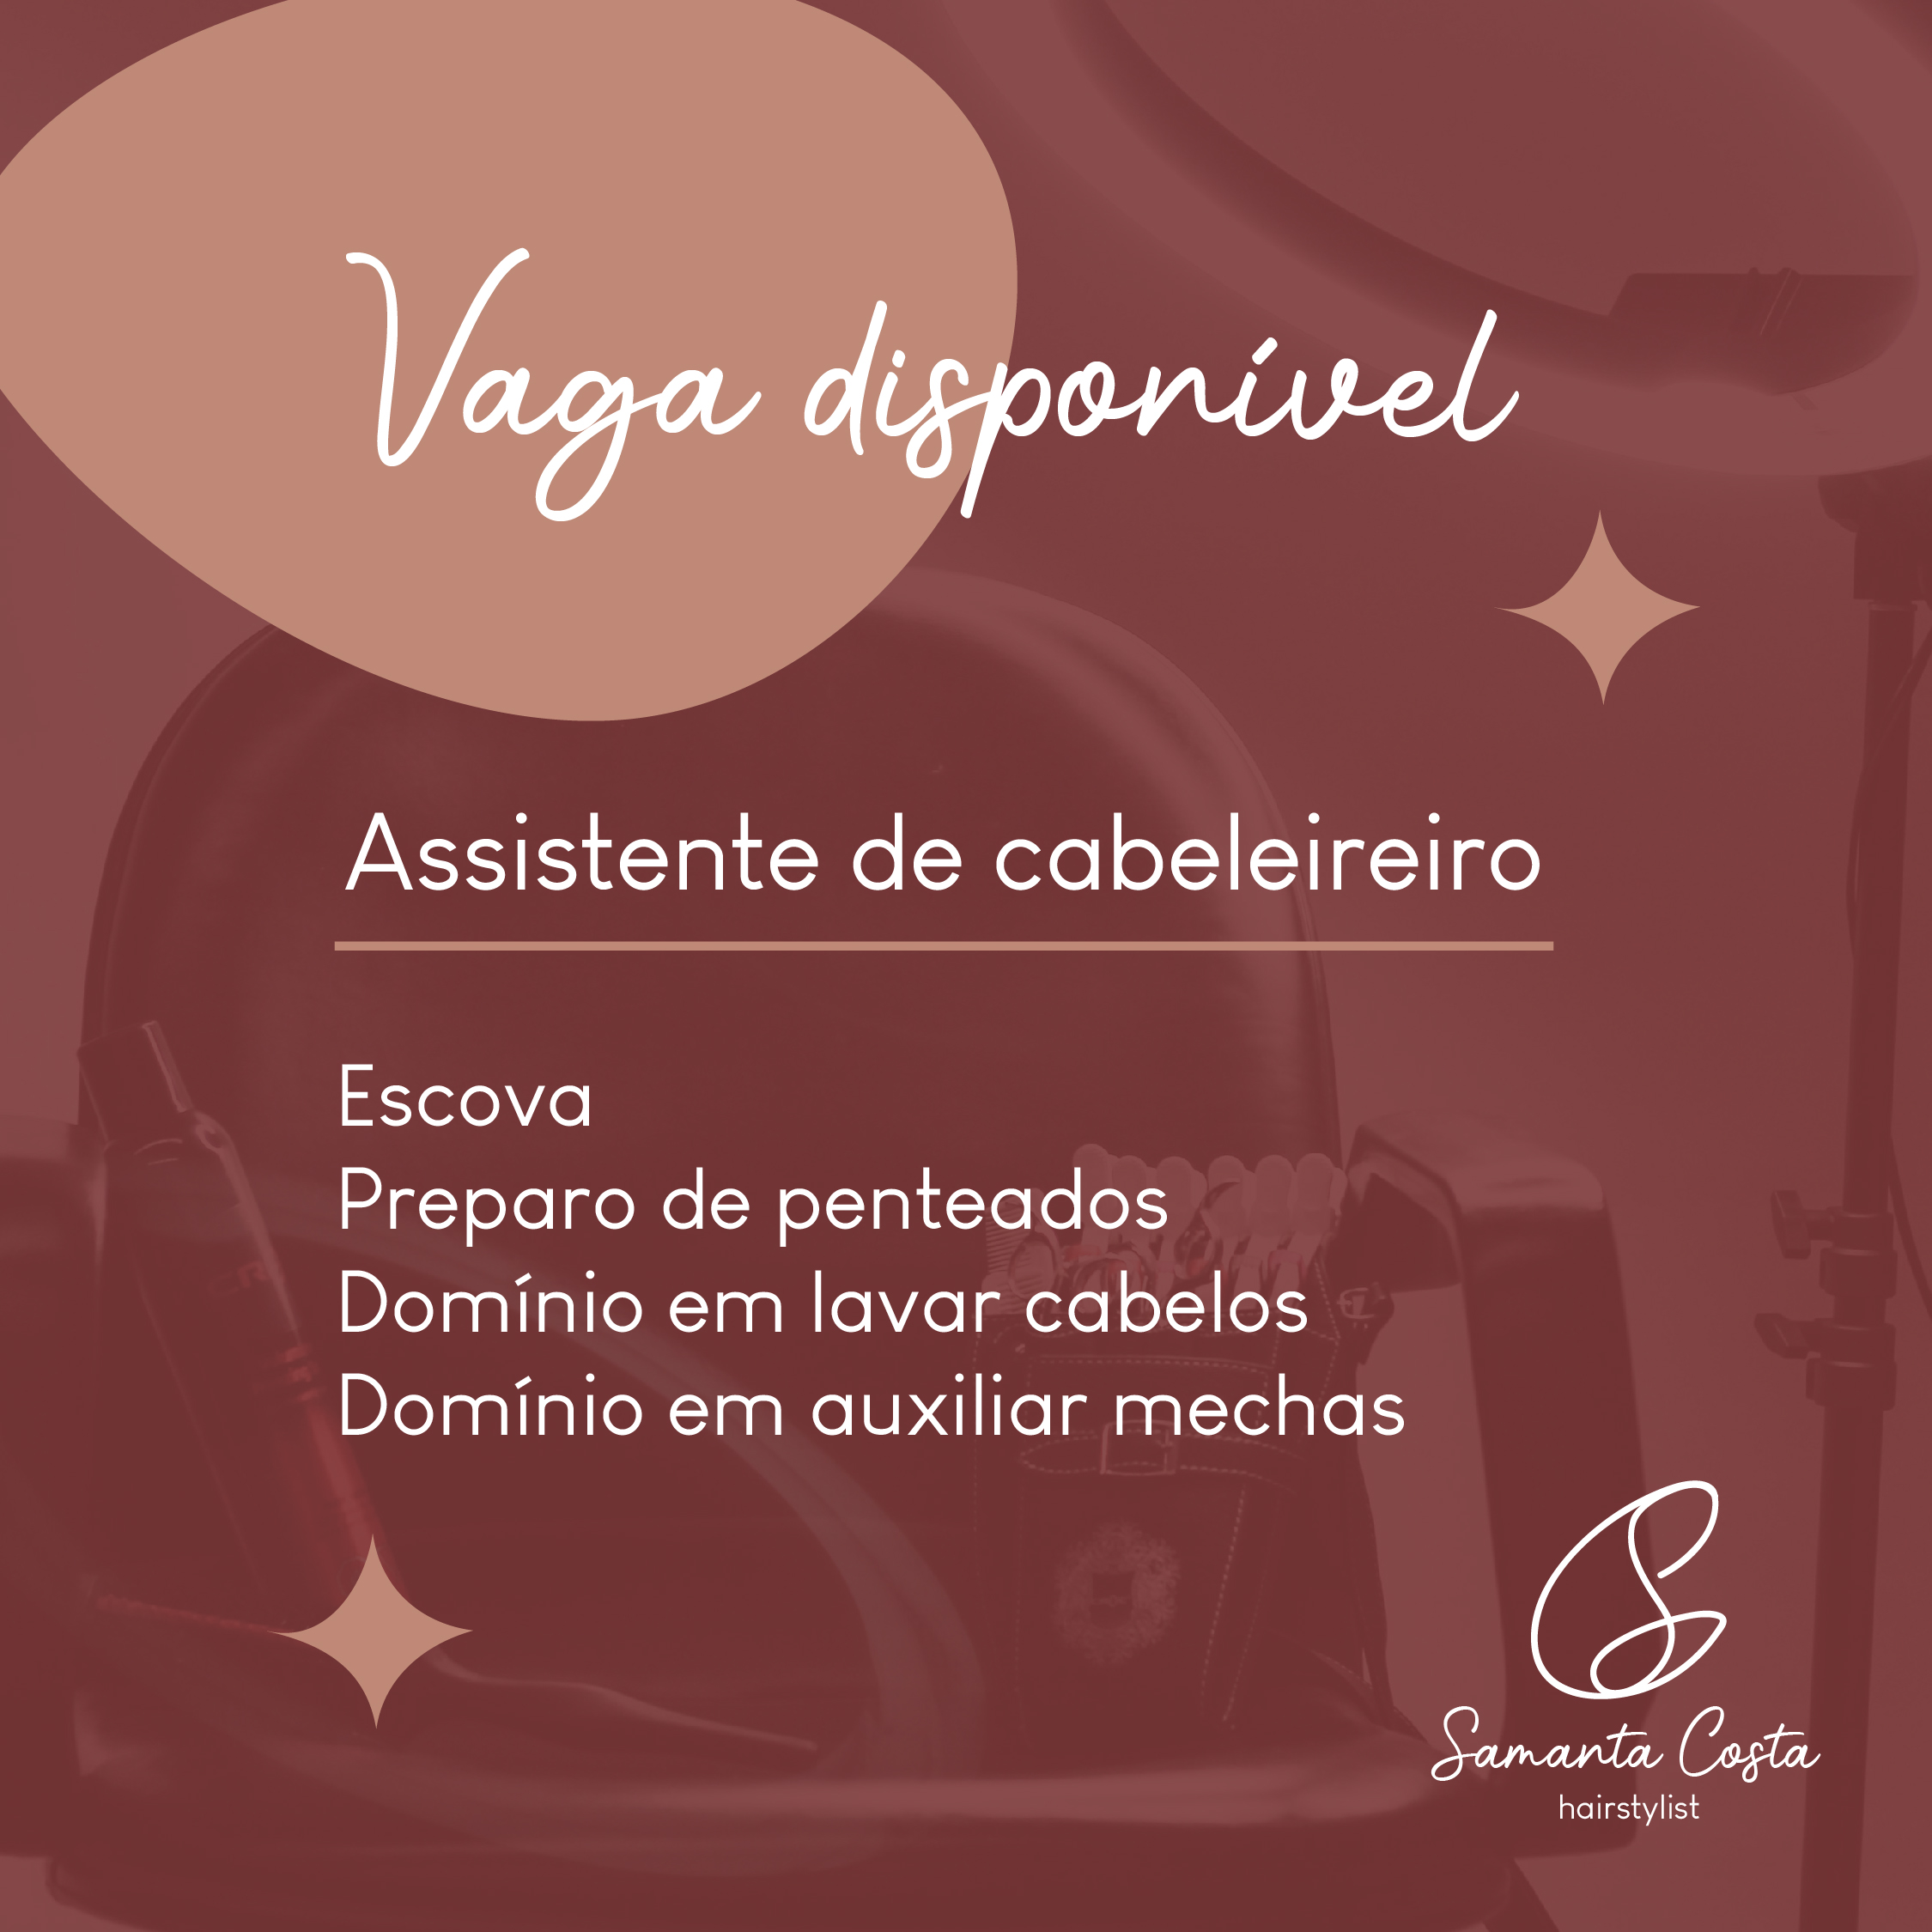 Vaga disponível
Assistente de cabeleireiro
Escova
Preparo de penteados
Domínio em lavar cabelos
Domínio em auxiliar mechas
S
Samanta Costa
hairstylist